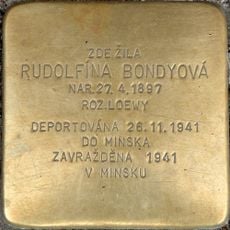 ZDE ŽILA
RUDOLFÍNA BONDYOVÁ
NAR. 27. 4. 1897
ROZ. LOEWY
DEPORTOVÁNA 26. 11. 1941
DO MINSKA
ZAVRAŽDĚNA 1941
V MINSKU